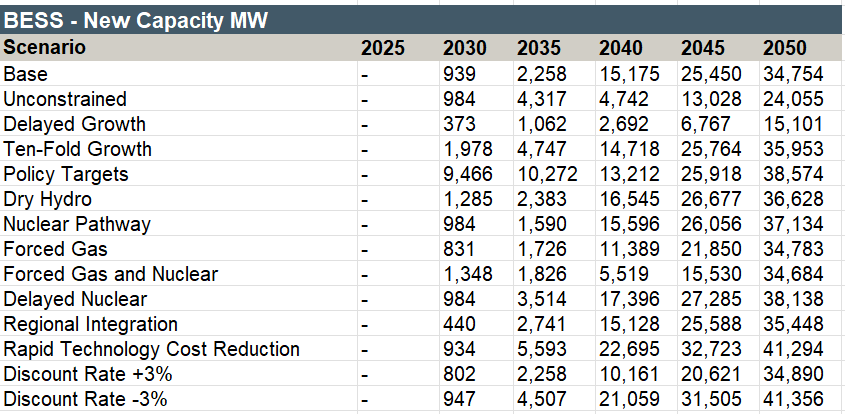 BESS - New Capacity MW
Scenario 2025 2030 2035 2040 2045 2050
Base - 939 2,258 15,175 25,450 34,754
Unconstrained - 984 4,317 4,742 13,028 24,055
Delayed Growth - 373 1,062 2,692 6,767 15,101
Ten-Fold Growth - 1,978 4,747 14,718 25,764 35,953
Policy Targets - 9,466 10,272 13,212 25,918 38,574
Dry Hydro - 1,285 2,383 16,545 26,677 36,628
Nuclear Pathway - 984 1,590 15,596 26,056 37,134
Forced Gas - 831 1,726 11,389 21,850 34,783
Forced Gas and Nuclear - 1,348 1,826 5,519 15,530 34,684
Delayed Nuclear - 984 3,514 17,396 27,285 38,138
Regional Integration - 440 2,741 15,128 25,588 35,448
Rapid Technology Cost Reduction - 934 5,593 22,695 32,723 41,294
Discount Rate +3% - 802 2,258 10,161 20,621 34,890
Discount Rate -3% - 947 4,507 21,059 31,505 41,356